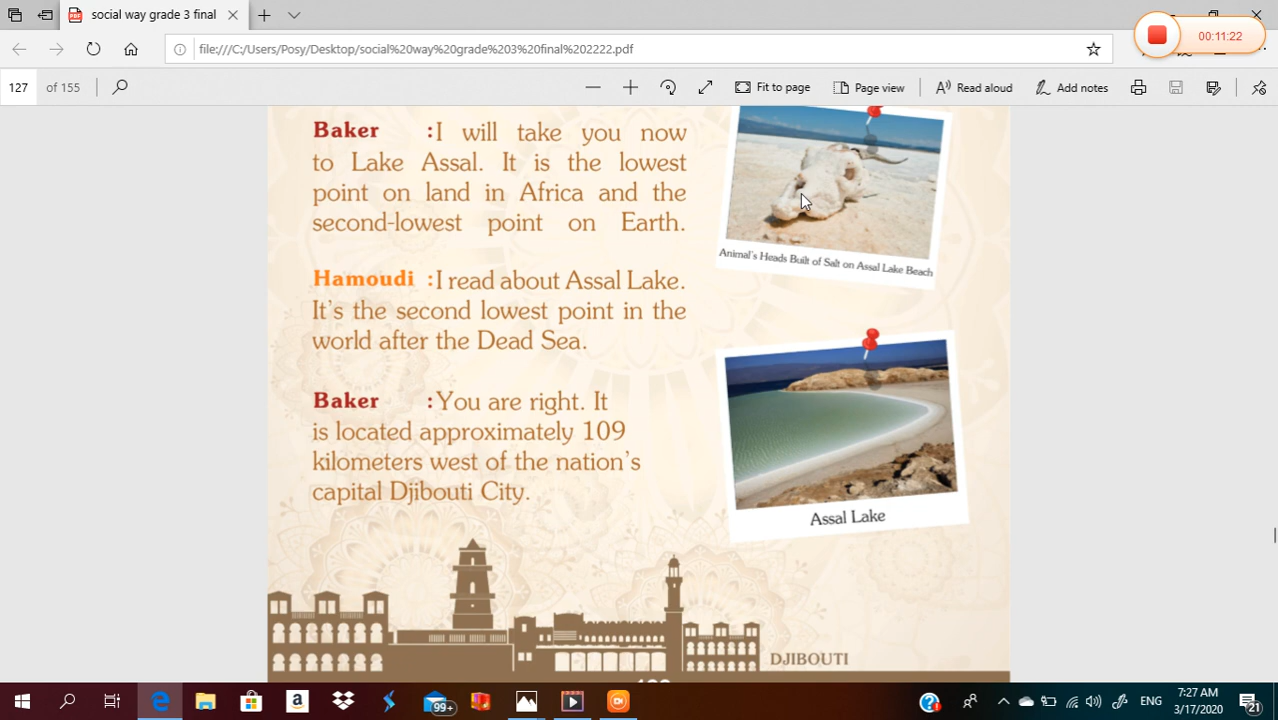 social way grade 3 final
00:11:22
file:///C:/Users/Posy/Desktop/social%20way%20grade%203%20final%202222.pdf
127 of 155
Fit to page
Page view
Read aloud
Add notes
Baker :I will take you now
to Lake Assal. It is the lowest
point on land in Africa and the
second-lowest point on Earth.
Animal's Heads Built of Salt on Assal Lake Beach
Hamoudi :I read about Assal Lake.
It's the second lowest point in the
world after the Dead Sea.
Baker :You are right. It
is located approximately 109
kilometers west of the nation's
capital Djibouti City.
Assal Lake
DJIBOUTI
99+
ENG
7:27 AM
3/17/2020
21